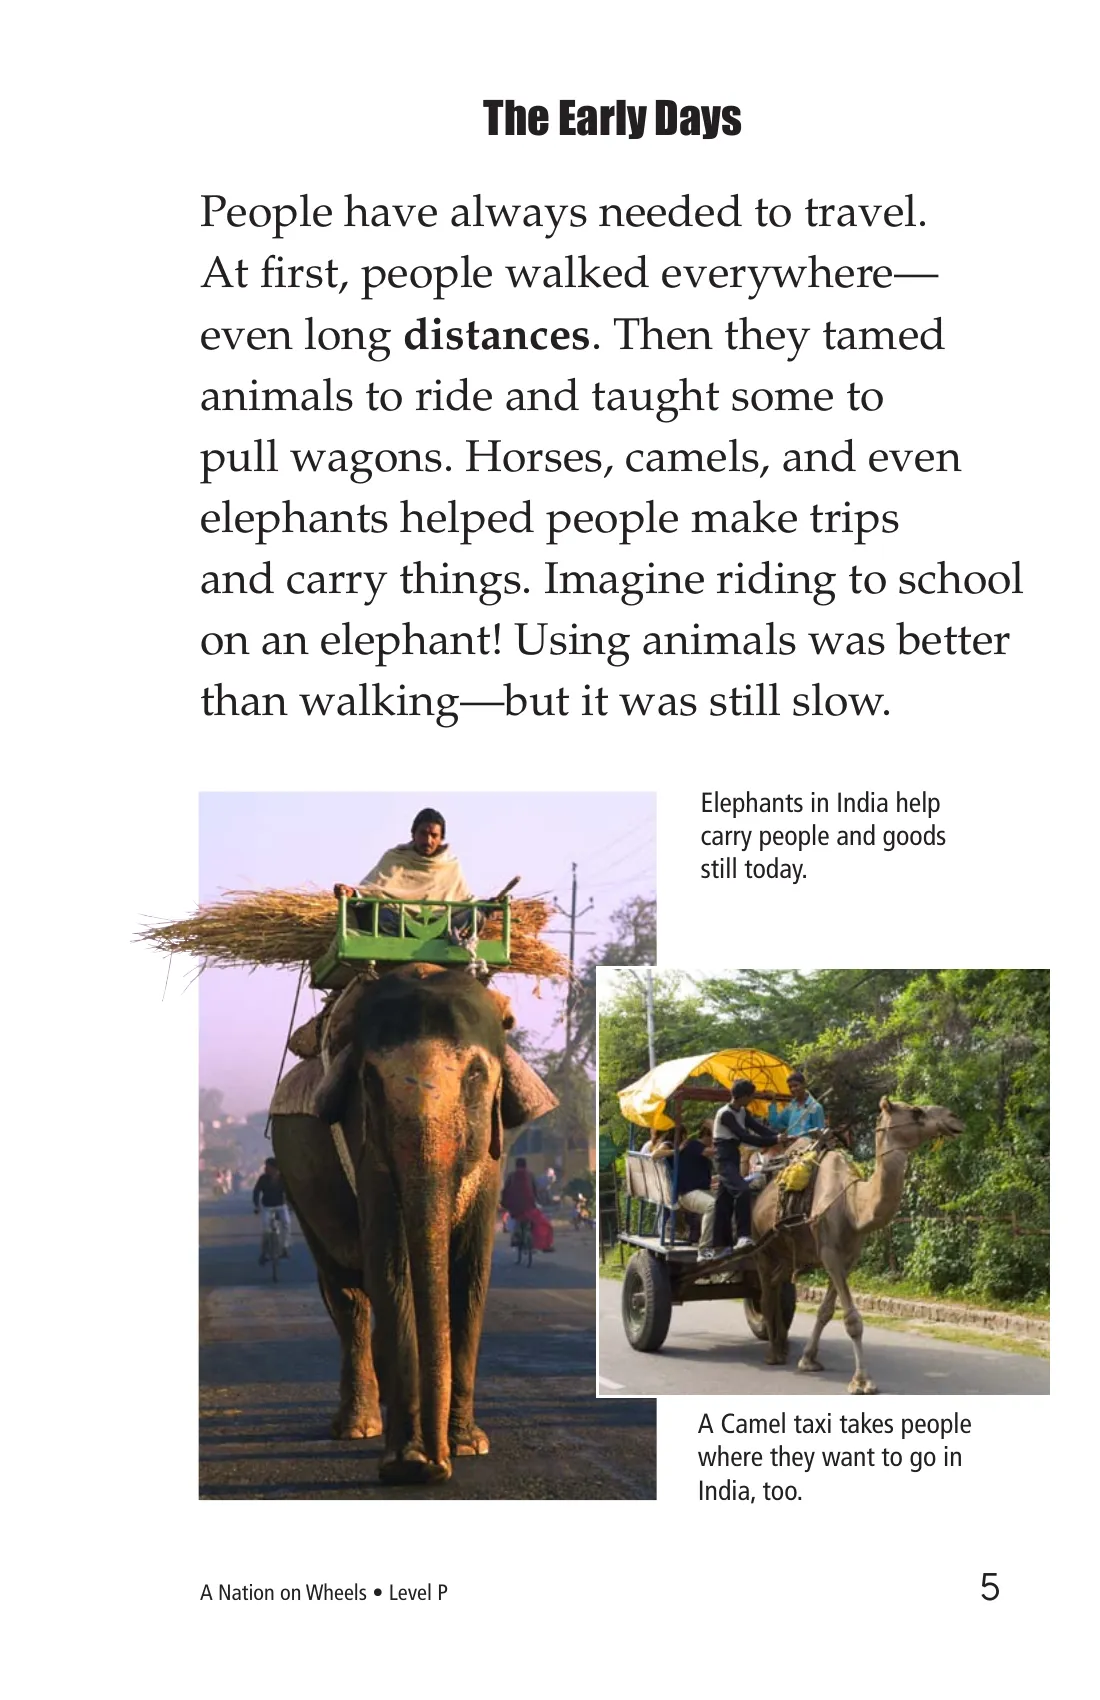 The Early Days
People have always needed to travel.
At first, people walked everywhere—
even long distances. Then they tamed
animals to ride and taught some to
pull wagons. Horses, camels, and even
elephants helped people make trips
and carry things. Imagine riding to school
on an elephant! Using animals was better
than walking—but it was still slow.
Elephants in India help
carry people and goods
still today.
A Camel taxi takes people
where they want to go in
India, too.
A Nation on Wheels • Level P
5